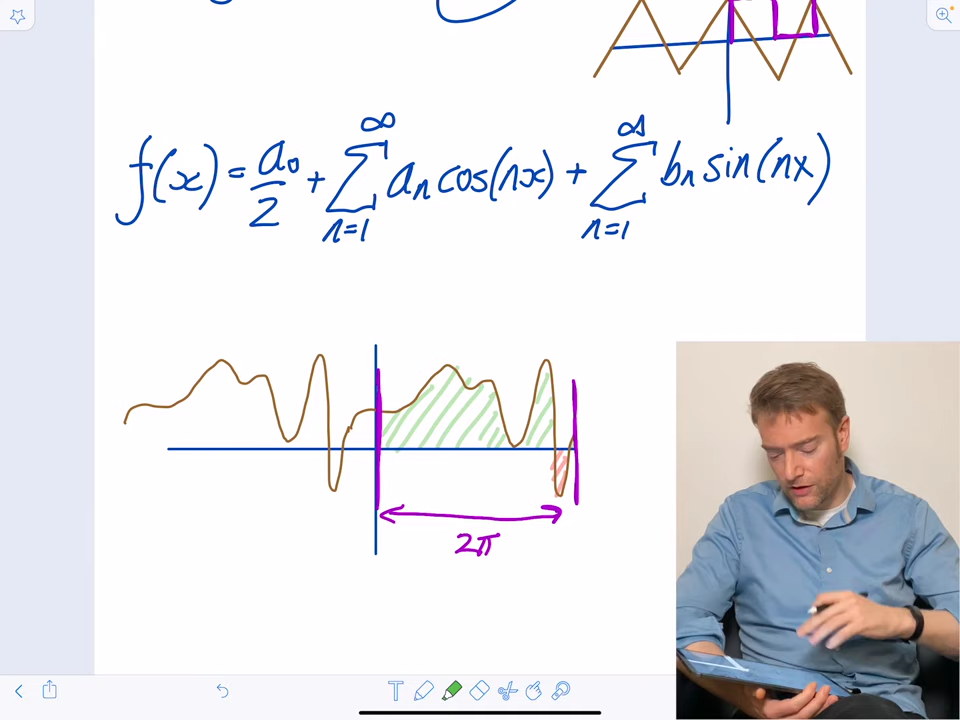 f(x) = a₀/2 + ∑_{n=1}^{∞} aₙ cos(nx) + ∑_{n=1}^{∞} bₙ sin(nx)
2π
T